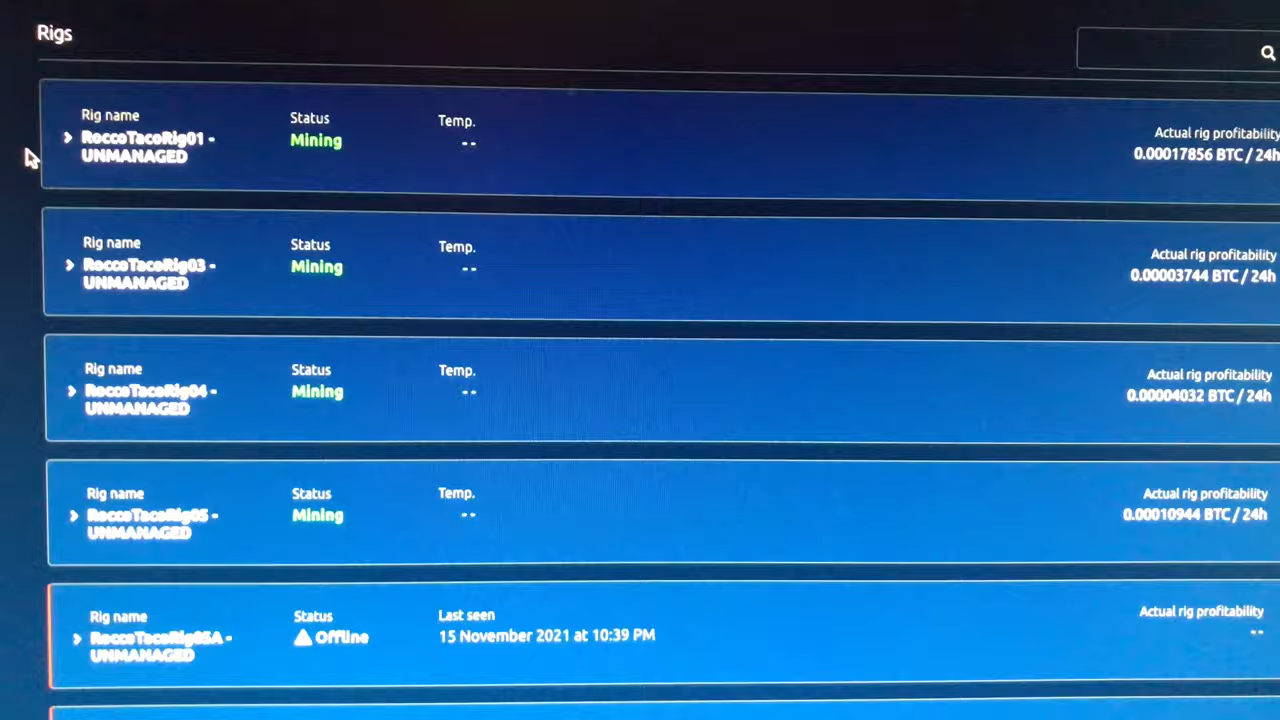 Rigs
Rig name
Status
Temp.
Actual rig profitability
RoccoTacoRig01 -
UNMANAGED
Mining
--
0.00017856 BTC / 24h
Rig name
Status
Temp.
Actual rig profitability
RoccoTacoRig03 -
UNMANAGED
Mining
--
0.00003744 BTC / 24h
Rig name
Status
Temp.
Actual rig profitability
RoccoTacoRig04 -
UNMANAGED
Mining
--
0.00004032 BTC / 24h
Rig name
Status
Temp.
Actual rig profitability
RoccoTacoRig05 -
UNMANAGED
Mining
--
0.00010944 BTC / 24h
Rig name
Status
Last seen
Actual rig profitability
RoccoTacoRig05A -
UNMANAGED
Offline
15 November 2021 at 10:39 PM
--